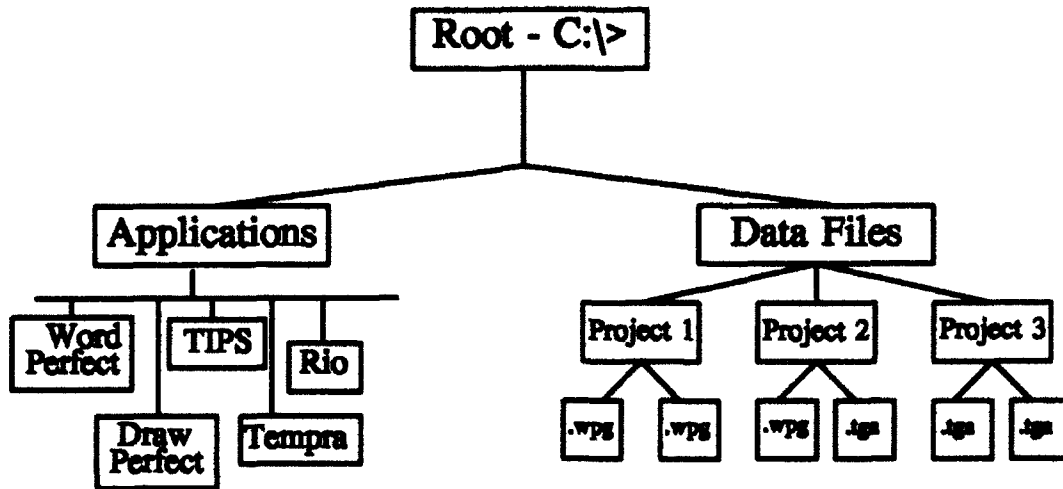 Root - C:\>
Applications
Data Files
Word
Perfect
TIPS
Rio
Draw
Perfect
Tempra
Project 1
Project 2
Project 3
.wpg
.wpg
.wpg
.tga
.tga
.tga